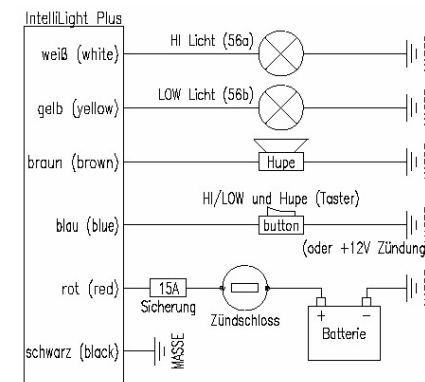 IntelliLight Plus
weiß (white)
HI Licht (56a)
gelb (yellow)
LOW Licht (56b)
braun (brown)
Hupe
HI/LOW und Hupe (Taster)
blau (blue)
button
(oder +12V Zündung
rot (red)
15A
Sicherung
Zündschloss
+ −
Batterie
schwarz (black)
MASSE